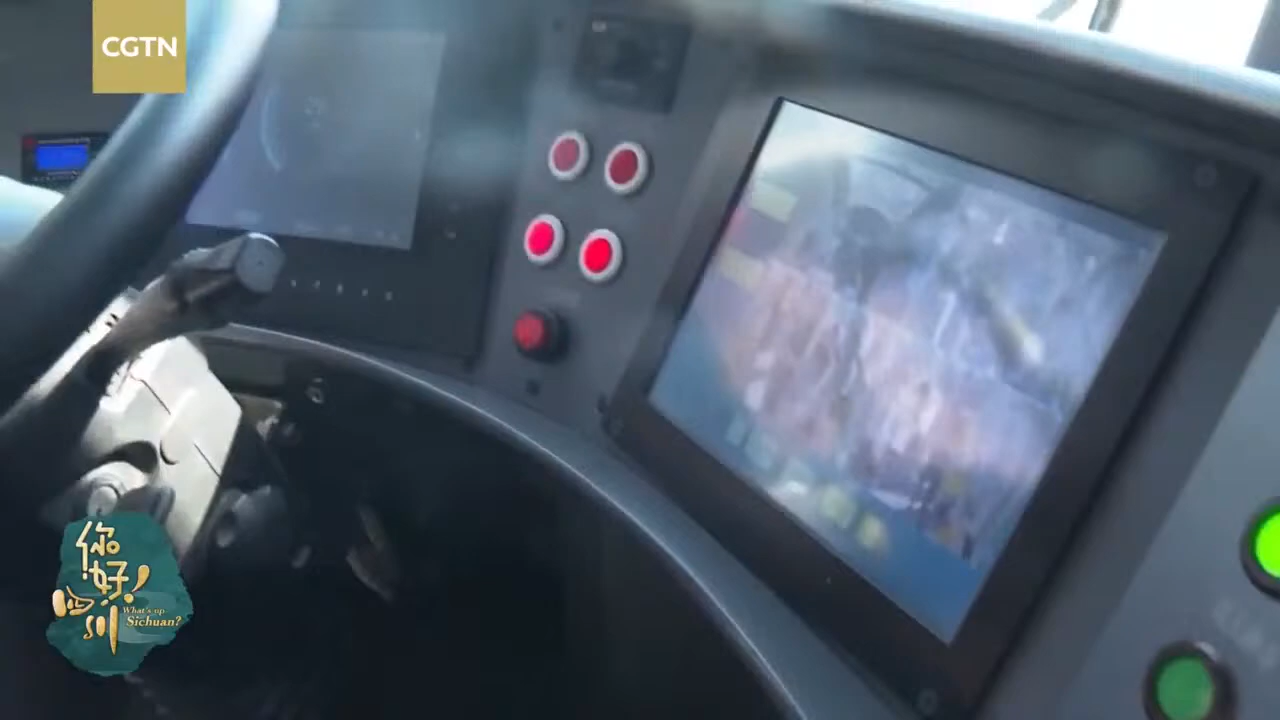 CGTN
你
好!
四
川
What's up
Sichuan?